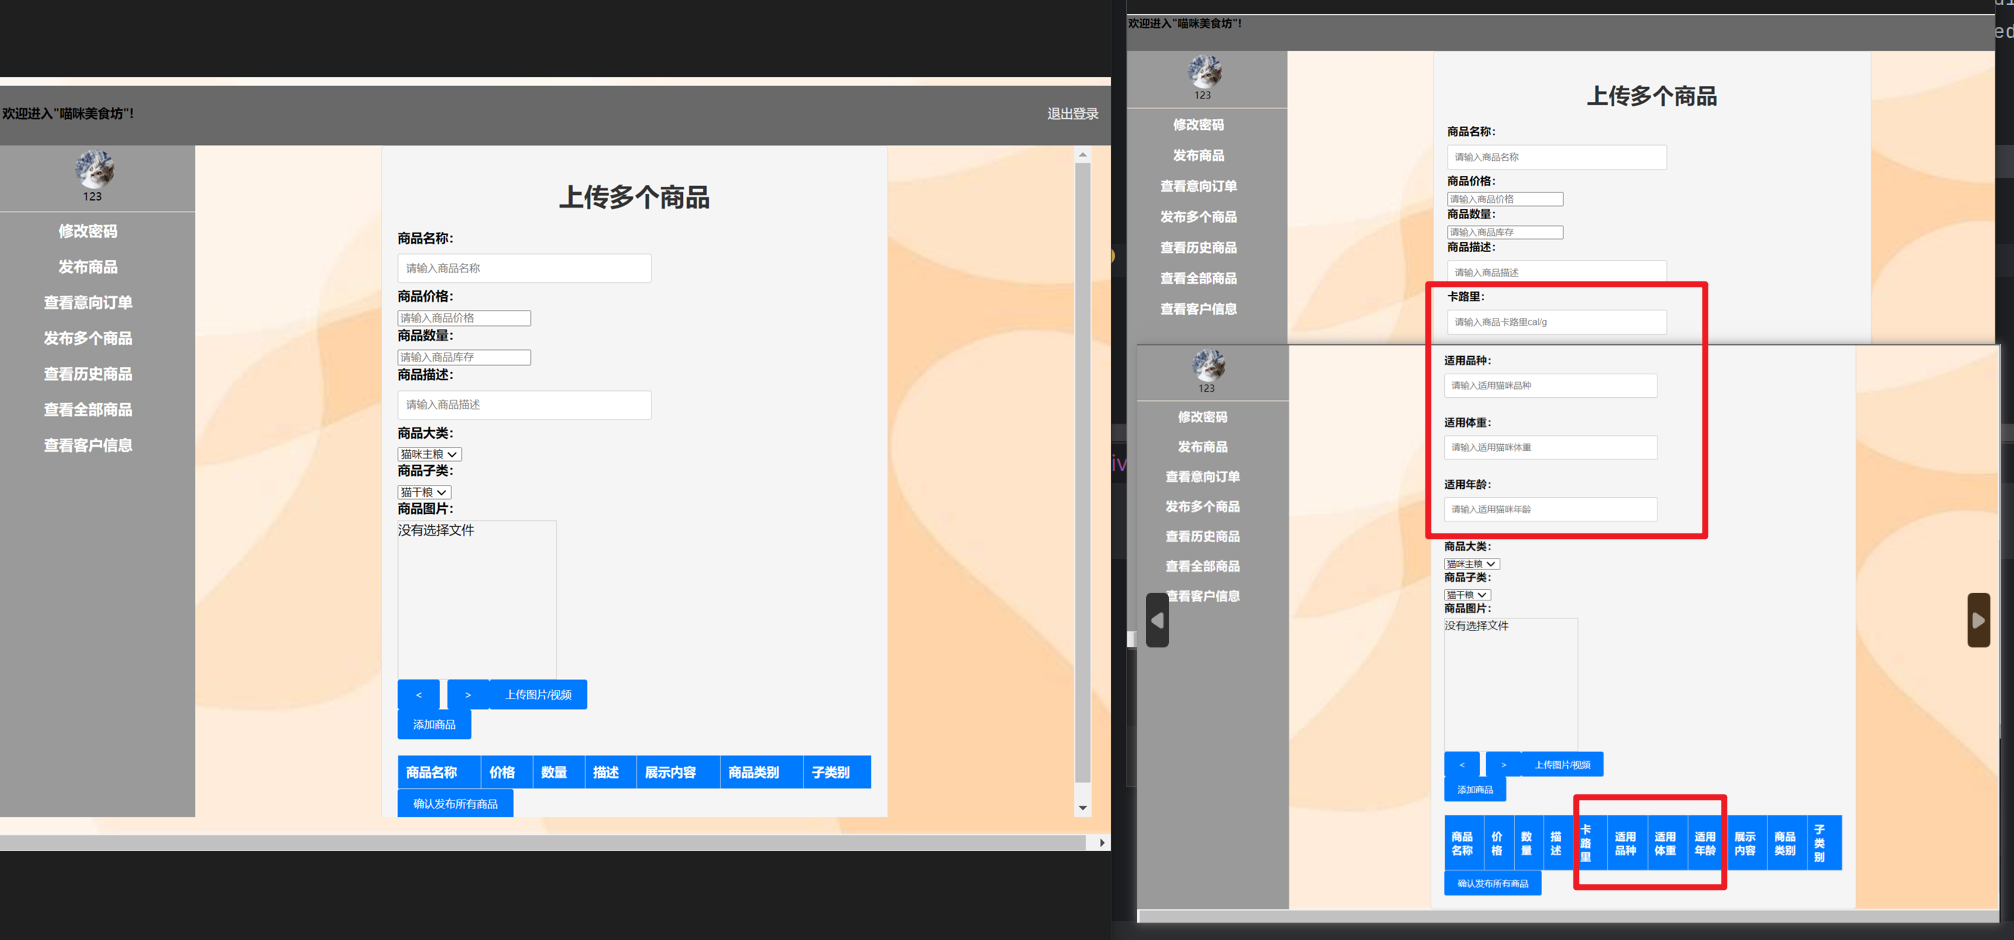 欢迎进入"喵咪美食坊"!
退出登录
123
修改密码
发布商品
查看意向订单
发布多个商品
查看历史商品
查看全部商品
查看客户信息
上传多个商品
商品名称:
请输入商品名称
商品价格:
请输入商品价格
商品数量:
请输入商品库存
商品描述:
请输入商品描述
商品大类:
猫咪主粮
商品子类:
猫干粮
商品图片:
没有选择文件
< > 上传图片/视频
添加商品
商品名称 价格 数量 描述 展示内容 商品类别 子类别
确认发布所有商品
欢迎进入"喵咪美食坊"!
ed
123
修改密码
发布商品
查看意向订单
发布多个商品
查看历史商品
查看全部商品
查看客户信息
上传多个商品
商品名称:
请输入商品名称
商品价格:
请输入商品价格
商品数量:
请输入商品库存
商品描述:
请输入商品描述
卡路里:
请输入商品卡路里cal/g
iv
123
修改密码
发布商品
查看意向订单
发布多个商品
查看历史商品
查看全部商品
查看客户信息
适用品种:
请输入适用猫咪品种
适用体重:
请输入适用猫咪体重
适用年龄:
请输入适用猫咪年龄
商品大类:
猫咪主粮
商品子类:
猫干粮
商品图片:
没有选择文件
< > 上传图片/视频
添加商品
商品名称 价格 数量 描述 卡路里 适用品种 适用体重 适用年龄 展示内容 商品类别 子类别
确认发布所有商品